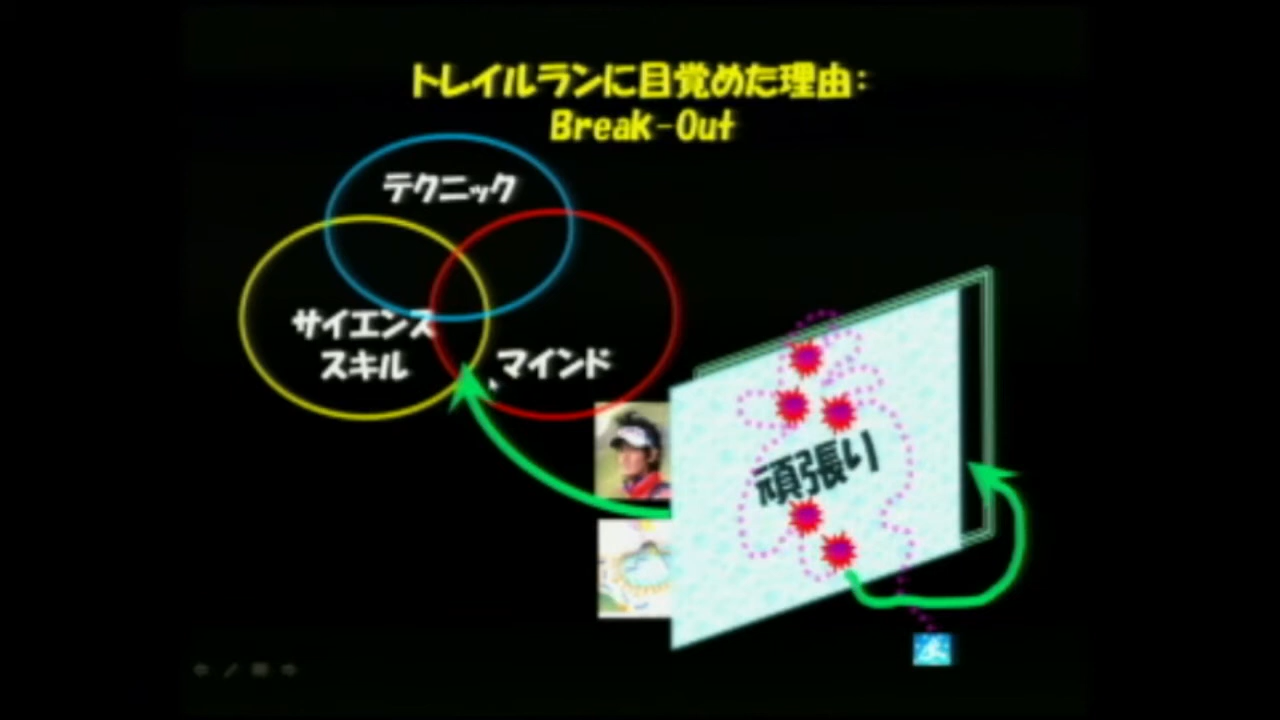 トレイルランに目覚めた理由:
Break-Out
テクニック
サイエンス
スキル
マインド
頑張り